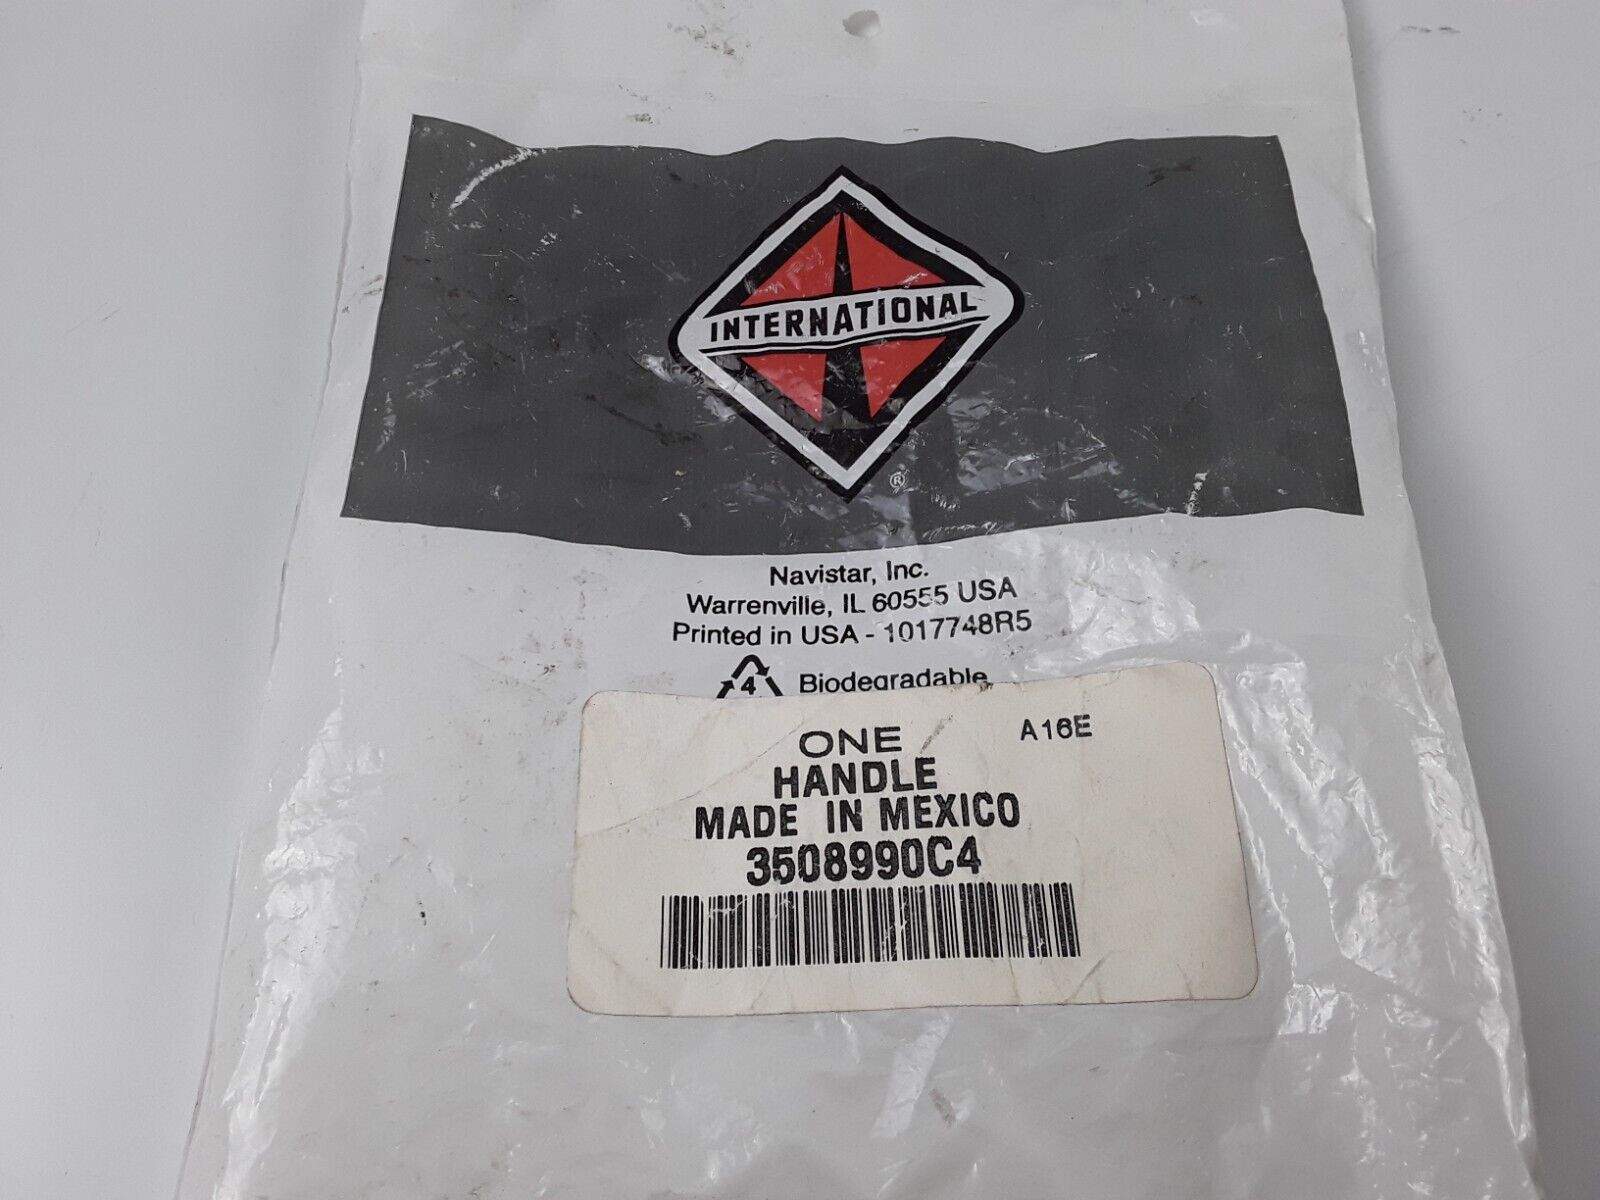 INTERNATIONAL
®
Navistar, Inc.
Warrenville, IL 60555 USA
Printed in USA - 1017748R5
4 Biodegradable
ONE A16E
HANDLE
MADE IN MEXICO
3508990C4